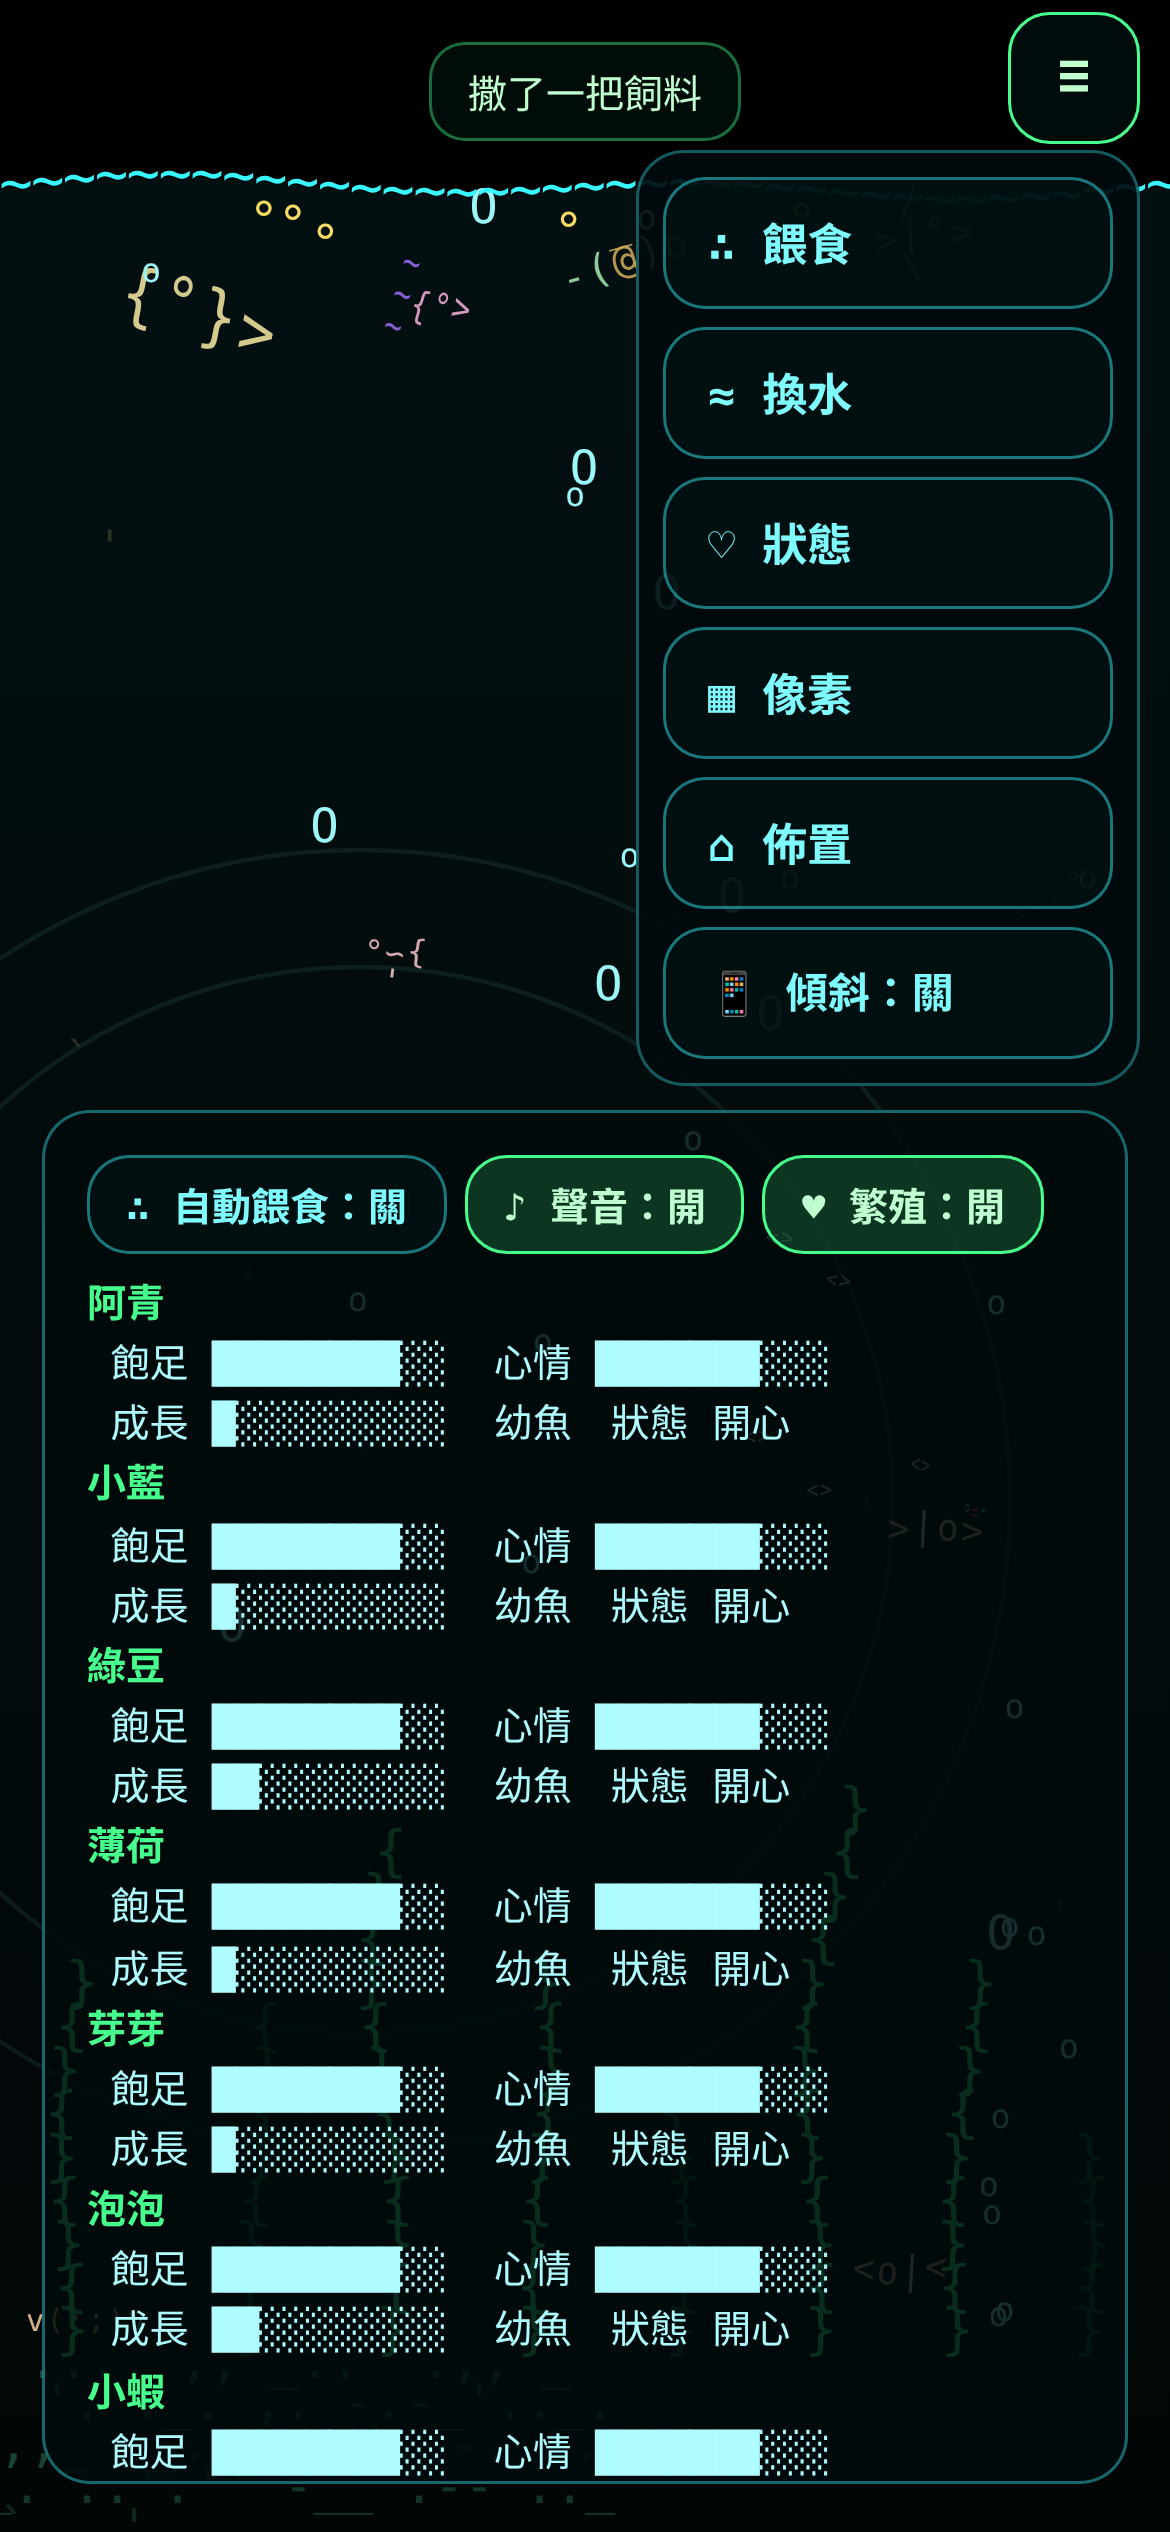 撒了一把飼料
☰
∴ 餵食
≈ 換水
♡ 狀態
▦ 像素
⌂ 佈置
📱 傾斜：關
∴ 自動餵食：關
♪ 聲音：開
♥ 繁殖：開
阿青
飽足 ████████░░ 心情 ███████░░░
成長 █░░░░░░░░░ 幼魚 狀態 開心
小藍
飽足 ████████░░ 心情 ███████░░░
成長 █░░░░░░░░░ 幼魚 狀態 開心
綠豆
飽足 ████████░░ 心情 ███████░░░
成長 ██░░░░░░░░ 幼魚 狀態 開心
薄荷
飽足 ████████░░ 心情 ███████░░░
成長 █░░░░░░░░░ 幼魚 狀態 開心
芽芽
飽足 ████████░░ 心情 ███████░░░
成長 █░░░░░░░░░ 幼魚 狀態 開心
泡泡
飽足 ████████░░ 心情 ███████░░░
成長 ██░░░░░░░░ 幼魚 狀態 開心
小蝦
飽足 ████████░░ 心情 ███████░░░